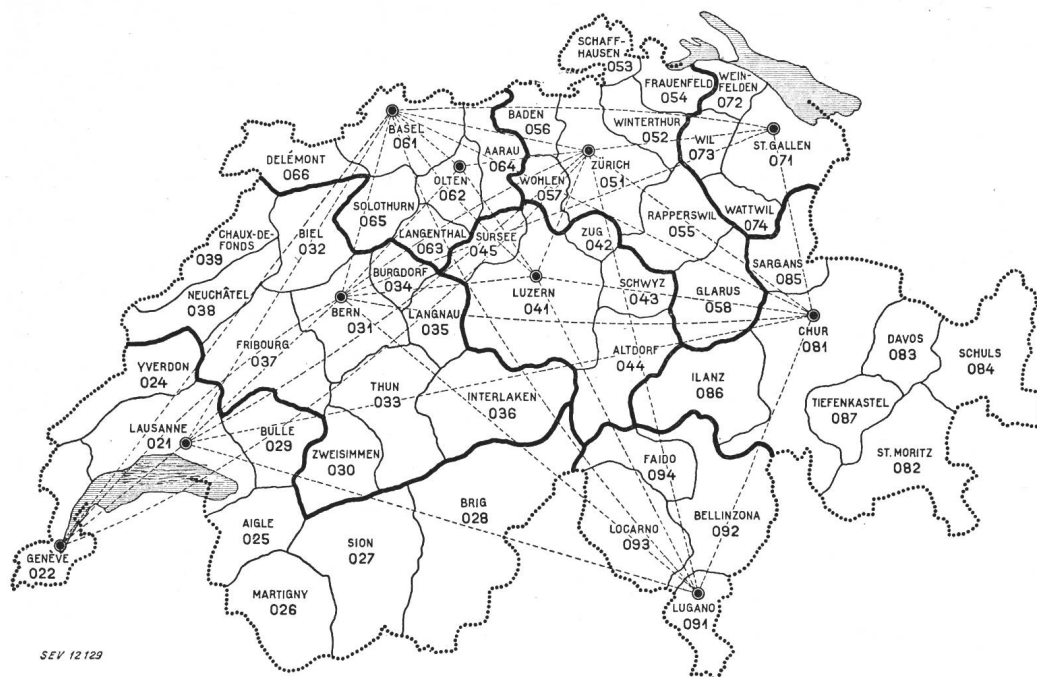 SCHAFF-
HAUSEN
053
FRAUENFELD
054
WEIN-
FELDEN
072
BASEL
061
BADEN
056
WINTERTHUR
052
WIL
073
ST. GALLEN
071
DELÉMONT
066
AARAU
064
OLTEN
062
WOHLEN
057
ZÜRICH
051
WATTWIL
074
SOLOTHURN
065
LANGENTHAL
063
SURSEE
045
ZUG
042
RAPPERSWIL
055
SARGANS
085
CHAUX-DE-
FONDS
039
BIEL
032
BURGDORF
034
LUZERN
041
SCHWYZ
043
GLARUS
058
NEUCHÂTEL
038
BERN
031
LANGNAU
035
CHUR
081
DAVOS
083
SCHULS
084
YVERDON
024
FRIBOURG
037
THUN
033
INTERLAKEN
036
ALTDORF
044
ILANZ
086
TIEFENKASTEL
087
LAUSANNE
021
BULLE
029
ZWEISIMMEN
030
FAIDO
094
ST. MORITZ
082
AIGLE
025
BRIG
028
LOCARNO
093
BELLINZONA
092
GENÈVE
022
SION
027
MARTIGNY
026
LUGANO
091
SEV 12129